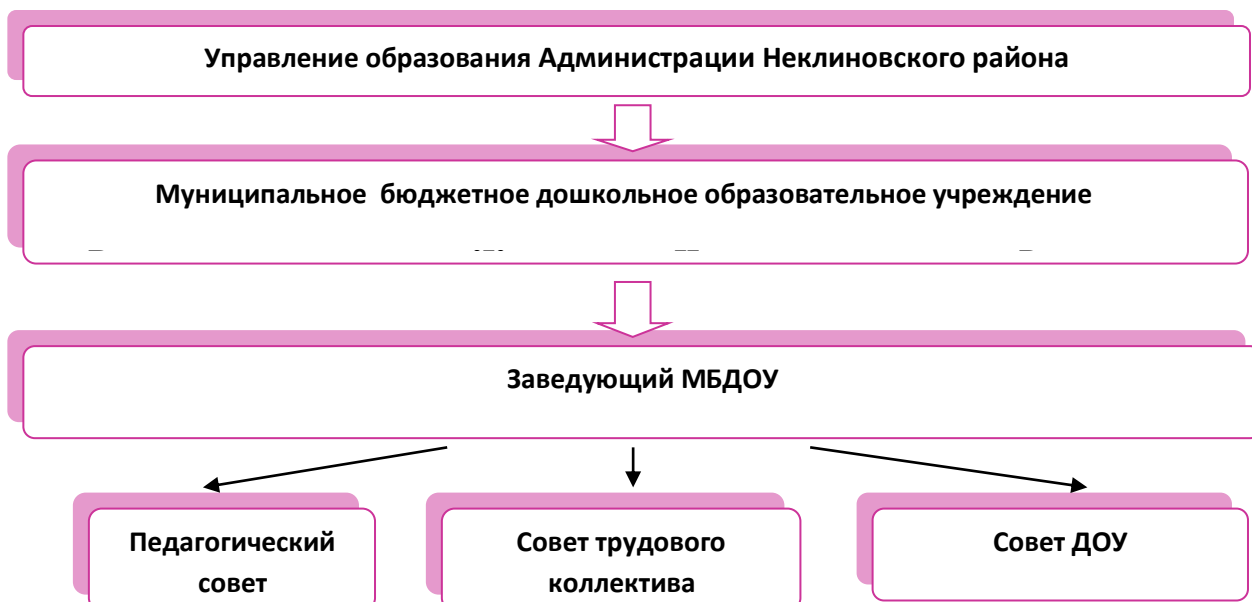 Управление образования Администрации Неклиновского района
Муниципальное бюджетное дошкольное образовательное учреждение
Заведующий МБДОУ
Педагогический
совет
Совет трудового
коллектива
Совет ДОУ